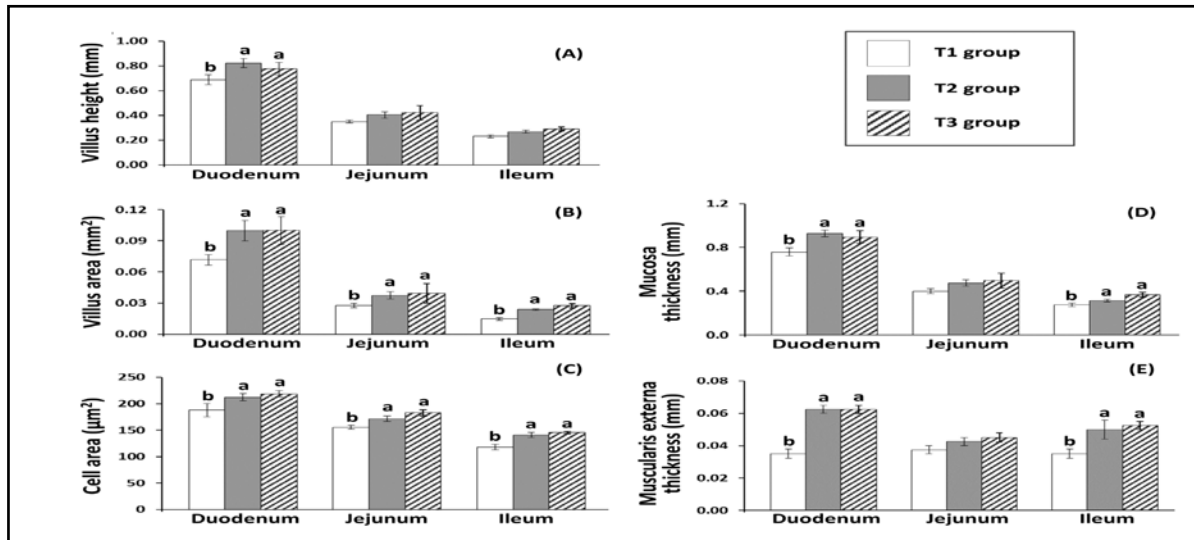 T1 group
T2 group
T3 group
(A)
Villus height (mm)
1.00
0.80
0.60
0.40
0.20
0.00
b a a
Duodenum Jejunum Ileum
(B)
Villus area (mm²)
0.12
0.09
0.06
0.03
0.00
b a a b a a b a a
Duodenum Jejunum Ileum
(C)
Cell area (µm²)
250
200
150
100
50
0
b a a b a a b a a
Duodenum Jejunum Ileum
(D)
Mucosa
thickness (mm)
1.2
0.8
0.4
0.0
b a a b a a
Duodenum Jejunum Ileum
(E)
Muscularis externa
thickness (mm)
0.08
0.06
0.04
0.02
0.00
b a a b a a
Duodenum Jejunum Ileum